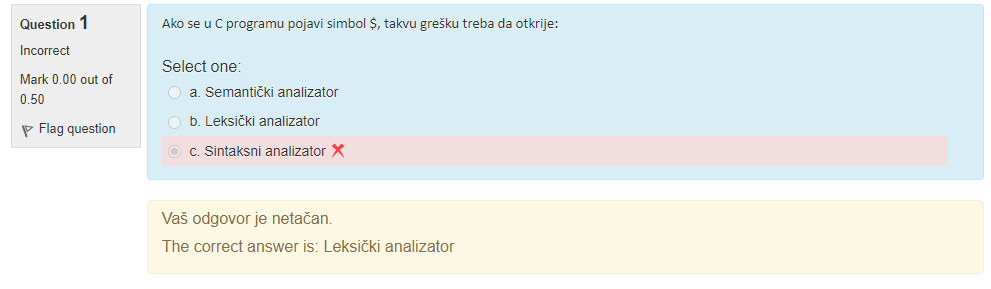 Question 1
Incorrect
Mark 0.00 out of
0.50
Flag question
Ako se u C programu pojavi simbol $, takvu grešku treba da otkrije:
Select one:
a. Semantički analizator
b. Leksički analizator
c. Sintaksni analizator
Vaš odgovor je netačan.
The correct answer is: Leksički analizator